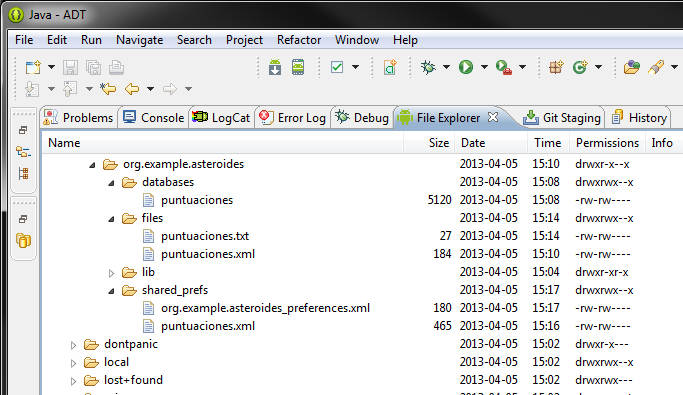 Java - ADT
File Edit Run Navigate Search Project Refactor Window Help
Problems Console LogCat Error Log Debug File Explorer Git Staging History
Name Size Date Time Permissions Info
org.example.asteroides 2013-04-05 15:10 drwxr-x--x
databases 2013-04-05 15:08 drwxrwx--x
puntuaciones 5120 2013-04-05 15:08 -rw-rw----
files 2013-04-05 15:14 drwxrwx--x
puntuaciones.txt 27 2013-04-05 15:14 -rw-rw----
puntuaciones.xml 184 2013-04-05 15:10 -rw-rw----
lib 2013-04-05 15:04 drwxr-xr-x
shared_prefs 2013-04-05 15:17 drwxrwx--x
org.example.asteroides_preferences.xml 180 2013-04-05 15:17 -rw-rw----
puntuaciones.xml 465 2013-04-05 15:16 -rw-rw----
dontpanic 2013-04-05 15:02 drwxr-x---
local 2013-04-05 15:02 drwxrwx--x
lost+found 2013-04-05 15:02 drwxrwx---